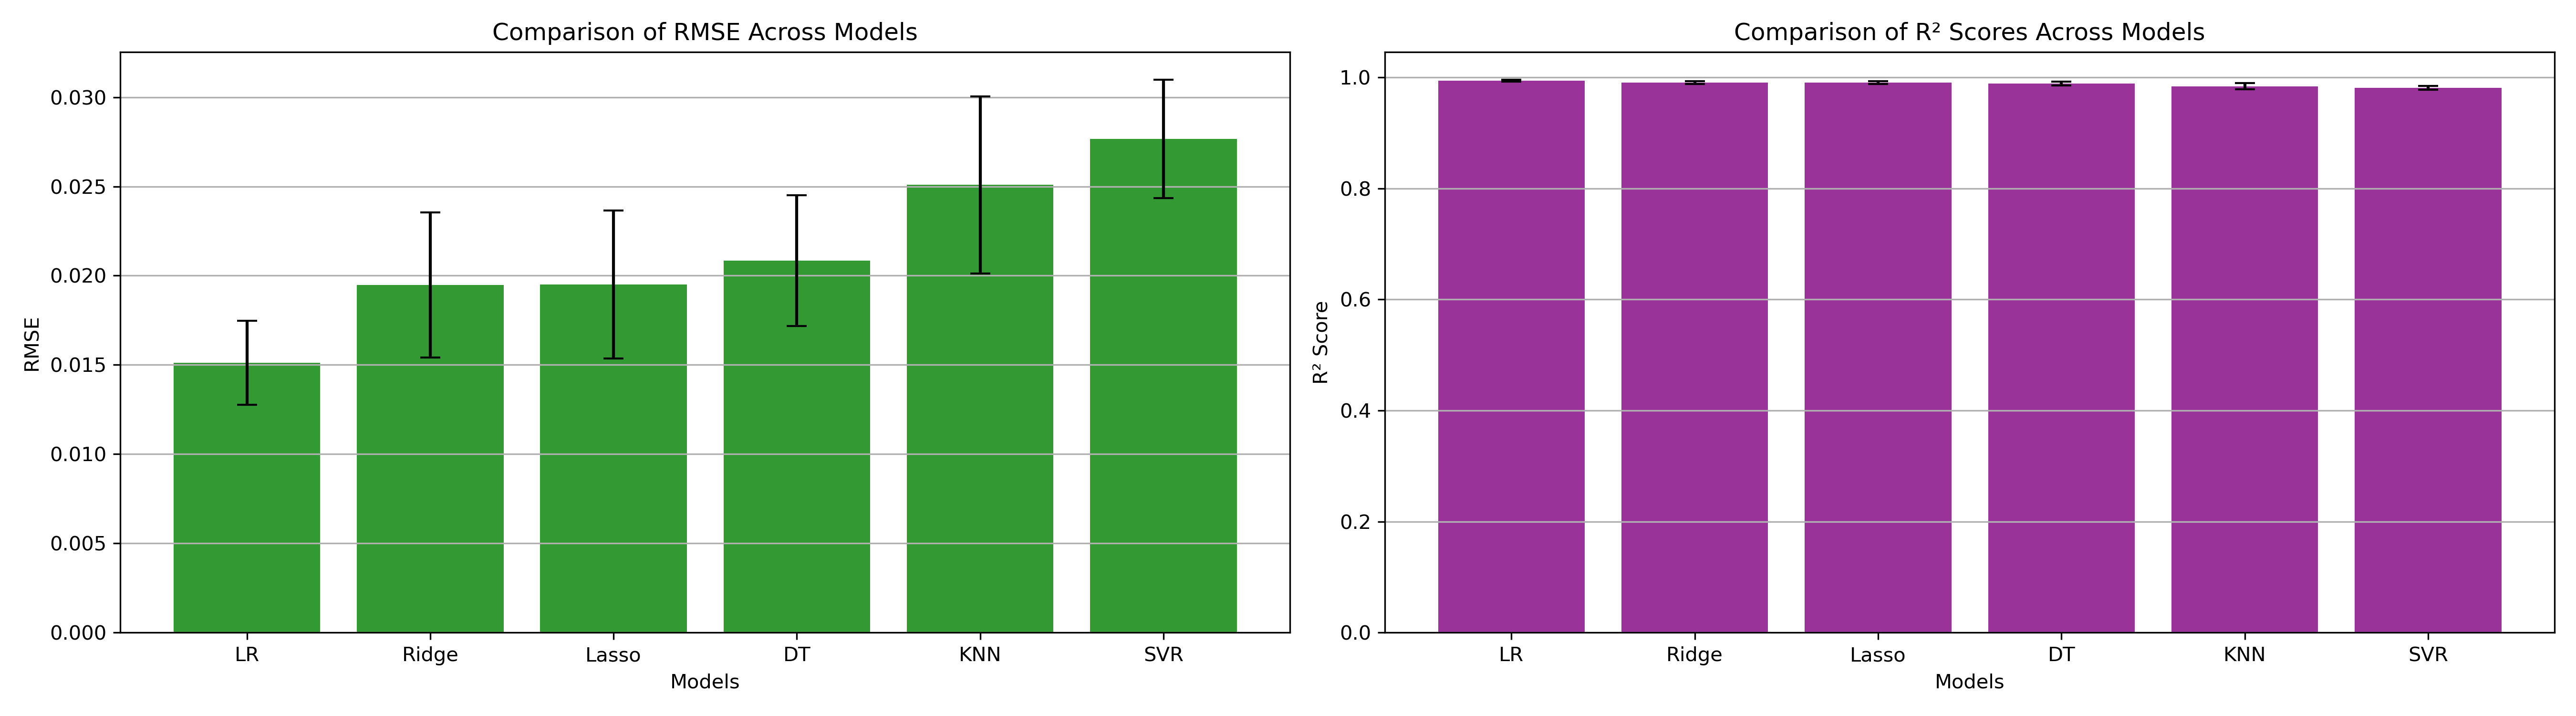 Comparison of RMSE Across Models
RMSE
0.030
0.025
0.020
0.015
0.010
0.005
0.000
LR Ridge Lasso DT KNN SVR
Models
Comparison of R² Scores Across Models
R² Score
1.0
0.8
0.6
0.4
0.2
0.0
LR Ridge Lasso DT KNN SVR
Models